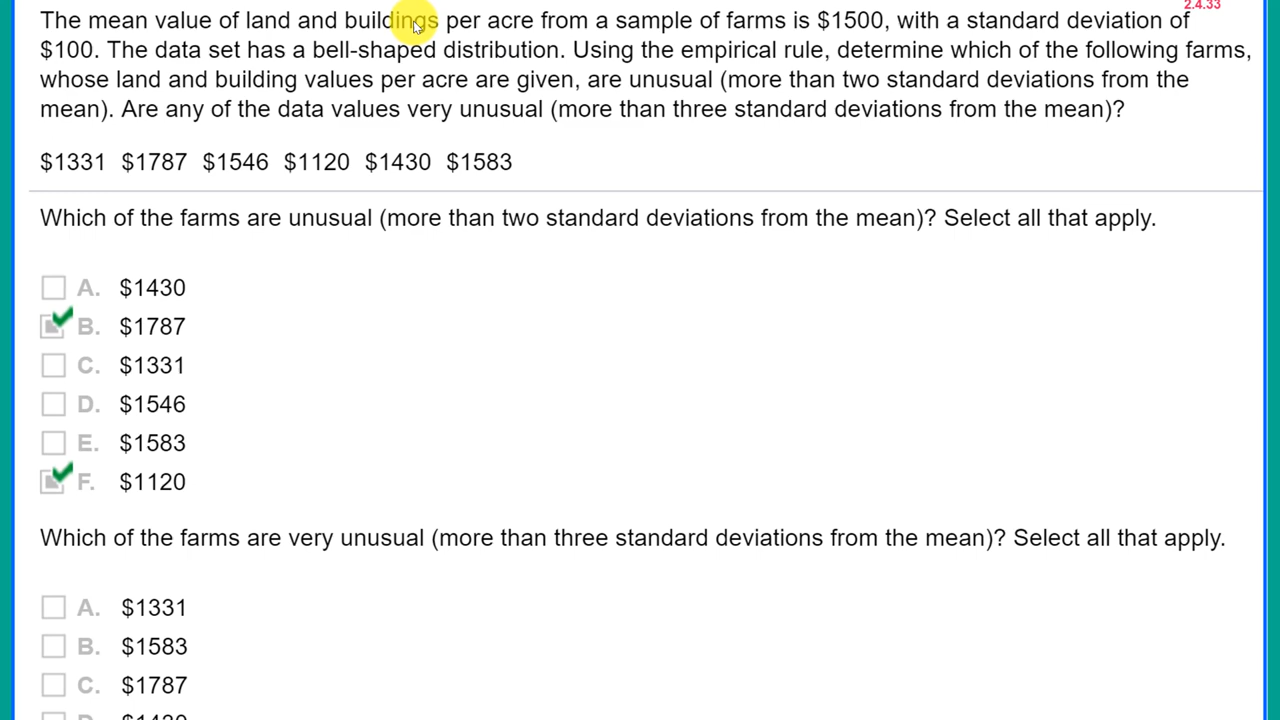 2.4.33
The mean value of land and buildings per acre from a sample of farms is $1500, with a standard deviation of
$100. The data set has a bell-shaped distribution. Using the empirical rule, determine which of the following farms,
whose land and building values per acre are given, are unusual (more than two standard deviations from the
mean). Are any of the data values very unusual (more than three standard deviations from the mean)?
$1331 $1787 $1546 $1120 $1430 $1583
Which of the farms are unusual (more than two standard deviations from the mean)? Select all that apply.
A. $1430
B. $1787
C. $1331
D. $1546
E. $1583
F. $1120
Which of the farms are very unusual (more than three standard deviations from the mean)? Select all that apply.
A. $1331
B. $1583
C. $1787